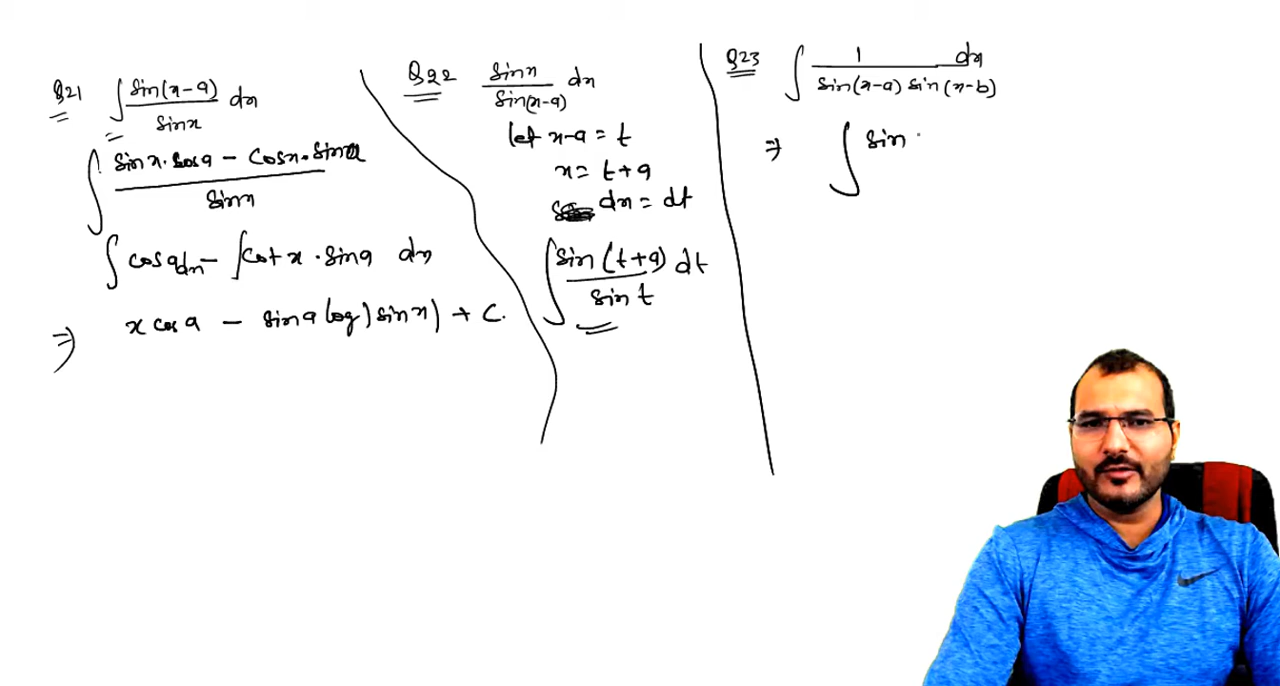 Q21 ∫ sin(x-a)/sinx dx
∫ sinx.cosa - cosx.sina / sinx
∫ cosa dx - ∫ cotx.sina dx
⇒ x cosa - sina log|sinx| + C.
Q22 sinx/sin(x-a) dx
let x-a = t
x = t+a
dx = dt
∫ sin(t+a)/sint dt
Q23 ∫ 1/sin(x-a) sin(x-b) dx
⇒ ∫ sin